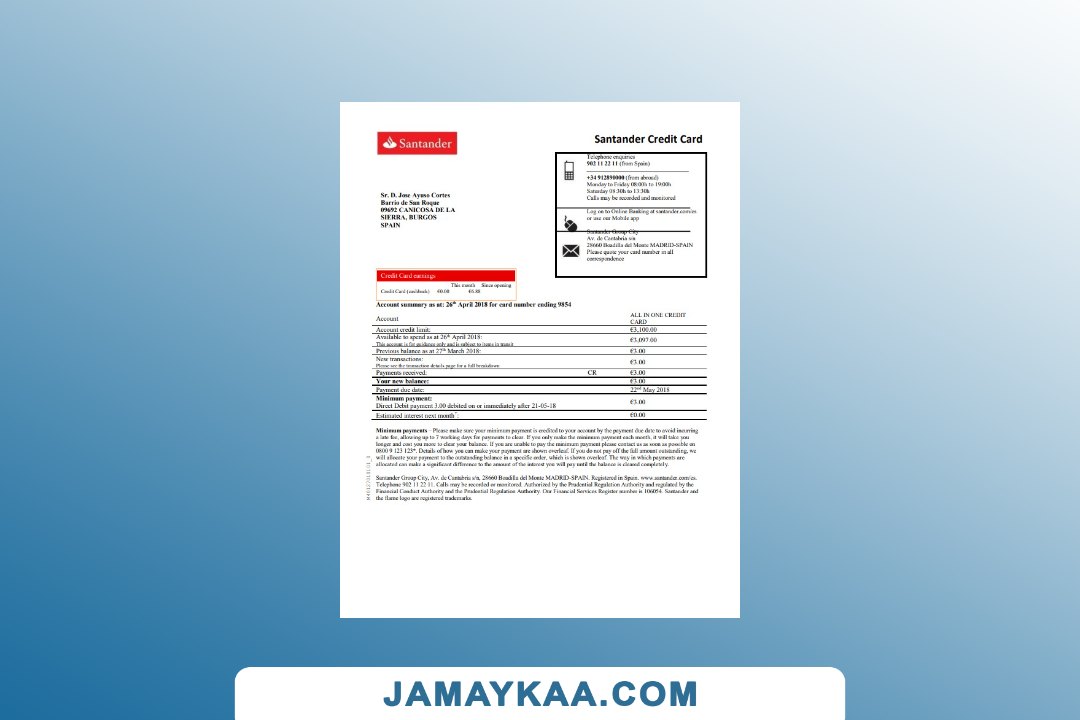 Santander
Santander Credit Card
Telephone enquiries
902 11 22 11 (from Spain)
+34 912890000 (from abroad)
Monday to Friday 08:00h to 19:00h
Saturday 08:30h to 13:30h
Calls may be recorded and monitored
Log on to Online Banking at santander.com/es
or use our Mobile app
Santander Group City
Av. de Cantabria s/n
28660 Boadilla del Monte MADRID-SPAIN
Please quote your card number in all
correspondence
Sr. D. Jose Ayuso Cortes
Barrio de San Roque
09692 CANICOSA DE LA
SIERRA, BURGOS
SPAIN
Credit Card earnings
This month Since opening
Credit Card (cashback) €0.00 €6.88
Account summary as at: 26th April 2018 for card number ending 9854
Account ALL IN ONE CREDIT
CARD
Account credit limit: €3,100.00
Available to spend as at 26th April 2018: €3,097.00
This account is for guidance only and is subject to items in transit
Previous balance as at 27th March 2018: €3.00
New transactions: €3.00
Please see the transaction details page for a full breakdown
Payments received: CR €3.00
Your new balance: €3.00
Payment due date: 22nd May 2018
Minimum payment: €3.00
Direct Debit payment 3.00 debited on or immediately after 21-05-18
Estimated interest next month*: €0.00
Minimum payments – Please make sure your minimum payment is credited to your account by the payment due date to avoid incurring
a late fee, allowing up to 7 working days for payments to clear. If you only make the minimum payment each month, it will take you
longer and cost you more to clear your balance. If you are unable to pay the minimum payment please contact us as soon as possible on
0800 9 123 123*. Details of how you can make your payment are shown overleaf. If you do not pay off the full amount outstanding, we
will allocate your payment to the outstanding balance in a specific order, which is shown overleaf. The way in which payments are
allocated can make a significant difference to the amount of the interest you will pay until the balance is cleared completely.
Santander Group City, Av. de Cantabria s/n, 28660 Boadilla del Monte MADRID-SPAIN. Registered in Spain. www.santander.com/es.
Telephone 902 11 22 11. Calls may be recorded or monitored. Authorized by the Prudential Regulation Authority and regulated by the
Financial Conduct Authority and the Prudential Regulation Authority. Our Financial Services Register number is 106054. Santander and
the flame logo are registered trademarks.
JAMAYKAA.COM